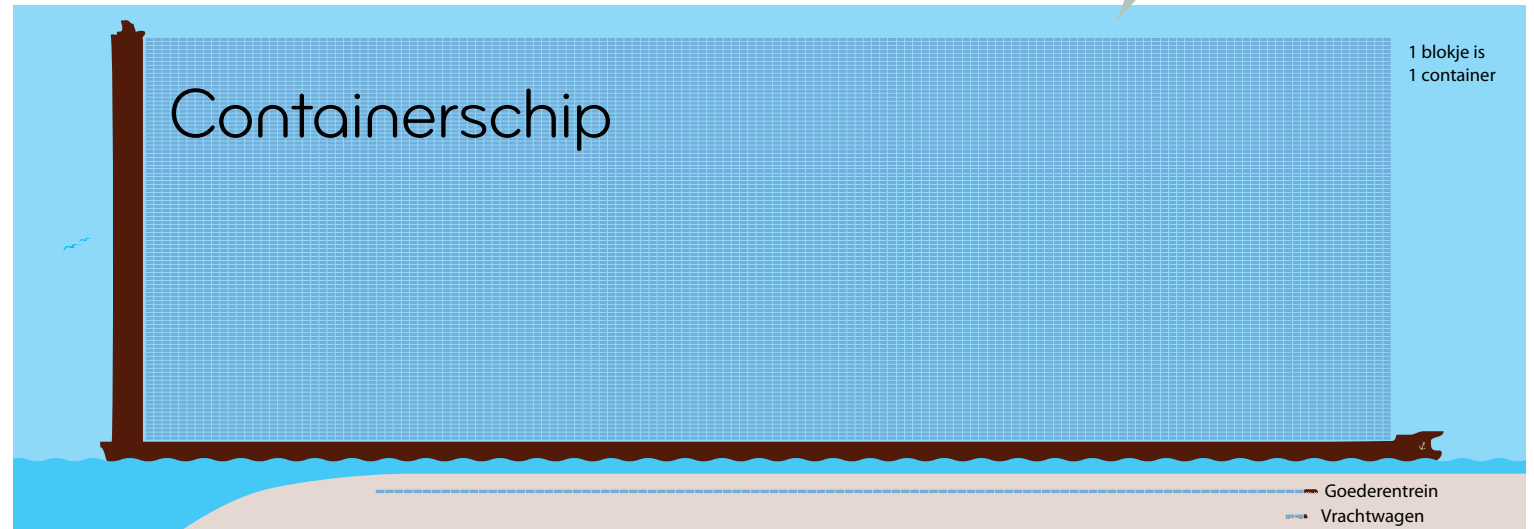 1 blokje is
1 container
Containerschip
Goederentrein
Vrachtwagen